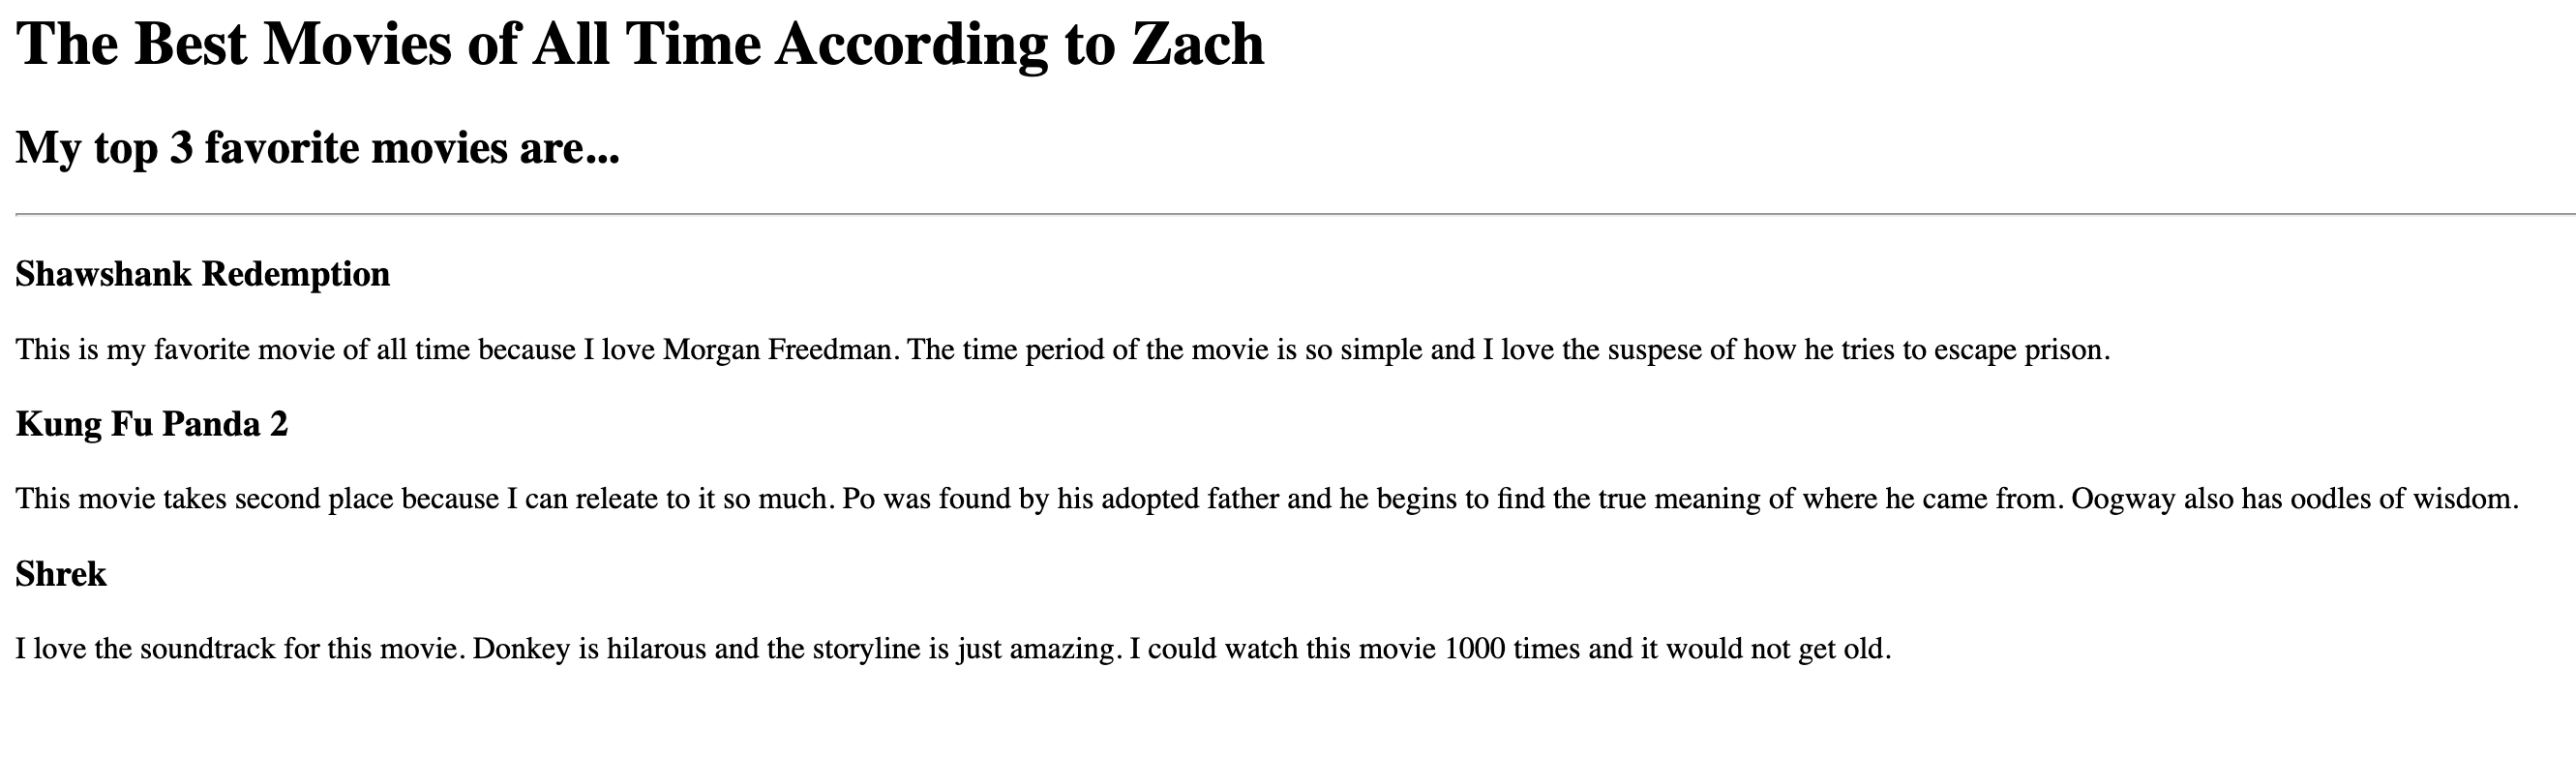 The Best Movies of All Time According to Zach
My top 3 favorite movies are...
Shawshank Redemption
This is my favorite movie of all time because I love Morgan Freedman. The time period of the movie is so simple and I love the suspese of how he tries to escape prison.
Kung Fu Panda 2
This movie takes second place because I can releate to it so much. Po was found by his adopted father and he begins to find the true meaning of where he came from. Oogway also has oodles of wisdom.
Shrek
I love the soundtrack for this movie. Donkey is hilarous and the storyline is just amazing. I could watch this movie 1000 times and it would not get old.